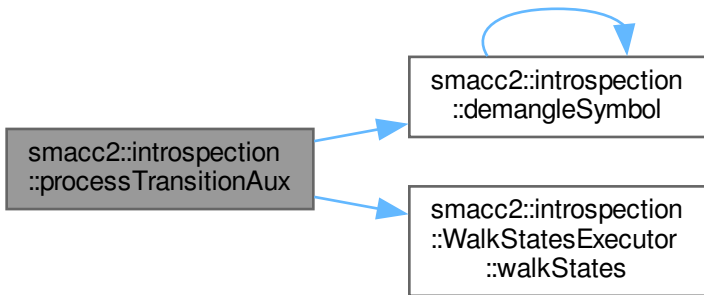 smacc2::introspection
::processTransitionAux
smacc2::introspection
::demangleSymbol
smacc2::introspection
::WalkStatesExecutor
::walkStates